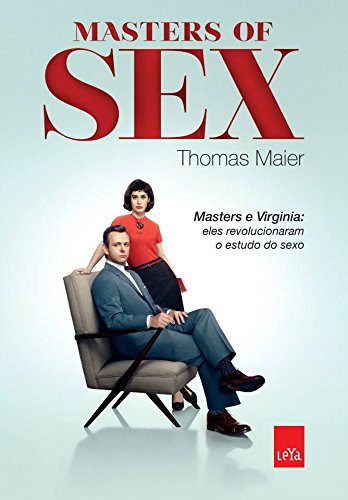 MASTERS OF
SEX
Thomas Maier
Masters e Virginia:
eles revolucionaram
o estudo do sexo
LeYa